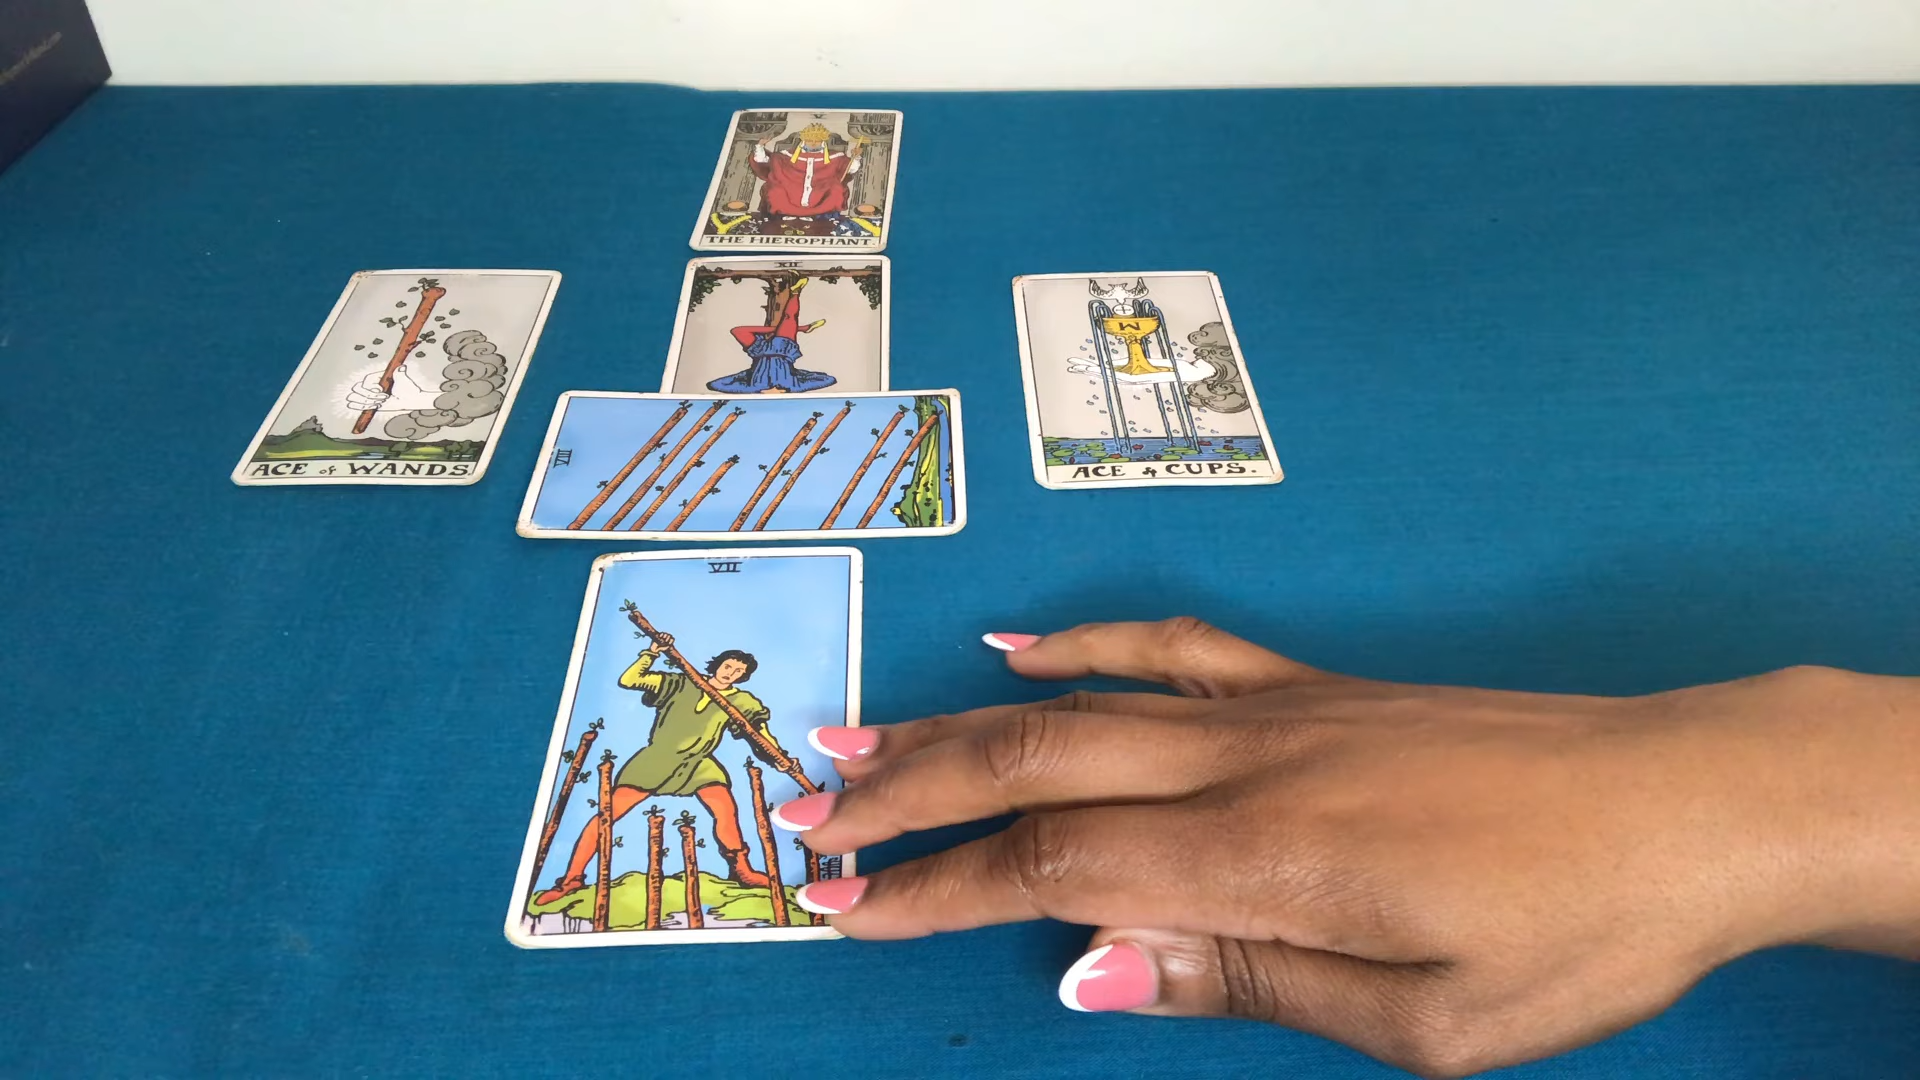 V
THE HIEROPHANT.
XII
ACE of WANDS
M
ACE of CUPS.
VIII
VII